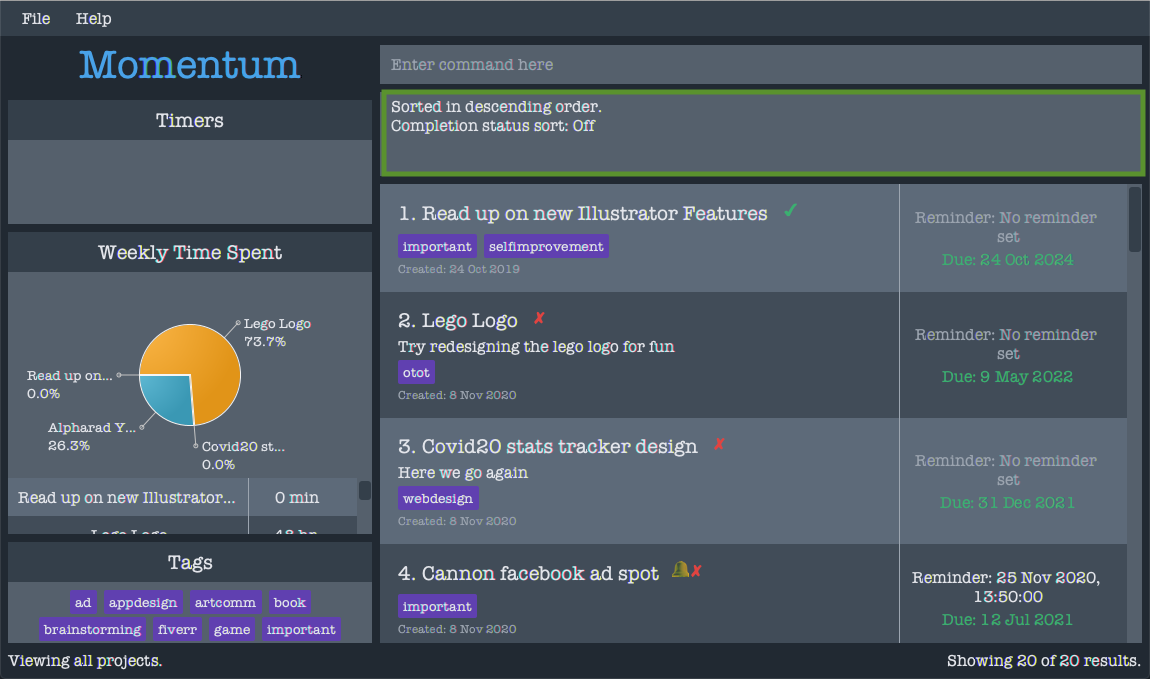 File Help
Momentum
Enter command here
Sorted in descending order.
Completion status sort: Off
Timers
Weekly Time Spent
Lego Logo
73.7%
Read up on...
0.0%
Alpharad Y...
26.3%
Covid20 st...
0.0%
Read up on new Illustrator... 0 min
Lego Logo
Tags
ad appdesign artcomm book
brainstorming fiverr game important
1. Read up on new Illustrator Features ✓
important selfimprovement
Created: 24 Oct 2019
Reminder: No reminder
set
Due: 24 Oct 2024
2. Lego Logo ✗
Try redesigning the lego logo for fun
otot
Created: 8 Nov 2020
Reminder: No reminder
set
Due: 9 May 2022
3. Covid20 stats tracker design ✗
Here we go again
webdesign
Created: 8 Nov 2020
Reminder: No reminder
set
Due: 31 Dec 2021
4. Cannon facebook ad spot 🔔✗
important
Created: 8 Nov 2020
Reminder: 25 Nov 2020,
13:50:00
Due: 12 Jul 2021
Viewing all projects.
Showing 20 of 20 results.